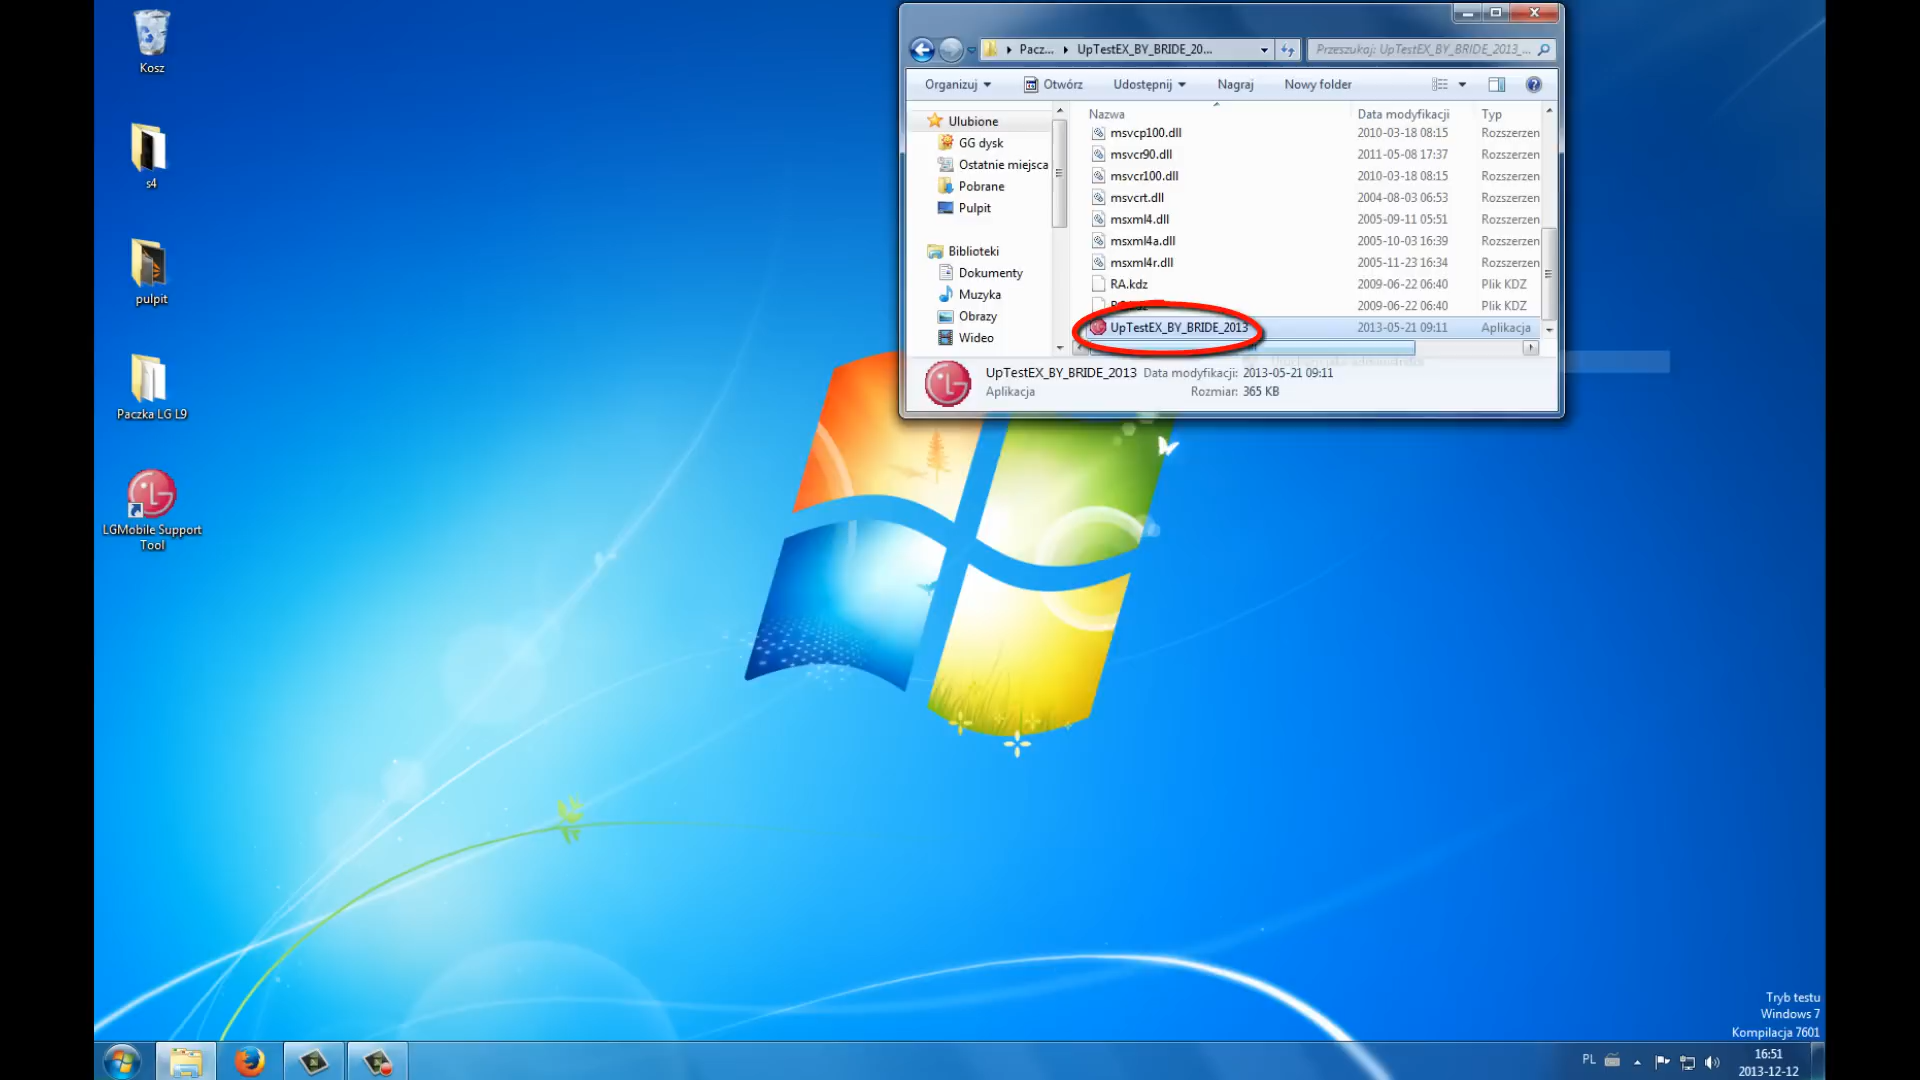 Kosz
s4
pulpit
Paczka LG L9
LGMobile Support
Tool
Pacz...
UpTestEX_BY_BRIDE_20...
Przeszukaj: UpTestEX_BY_BRIDE_2013_...
Organizuj
Otwórz
Udostępnij
Nagraj
Nowy folder
Ulubione
GG dysk
Ostatnie miejsca
Pobrane
Pulpit
Biblioteki
Dokumenty
Muzyka
Obrazy
Wideo
Nazwa Data modyfikacji Typ
msvcp100.dll 2010-03-18 08:15 Rozszerzen
msvcr90.dll 2011-05-08 17:37 Rozszerzen
msvcr100.dll 2010-03-18 08:15 Rozszerzen
msvcrt.dll 2004-08-03 06:53 Rozszerzen
msxml4.dll 2005-09-11 05:51 Rozszerzen
msxml4a.dll 2005-10-03 16:39 Rozszerzen
msxml4r.dll 2005-11-23 16:34 Rozszerzen
RA.kdz 2009-06-22 06:40 Plik KDZ
2009-06-22 06:40 Plik KDZ
UpTestEX_BY_BRIDE_2013 2013-05-21 09:11 Aplikacja
UpTestEX_BY_BRIDE_2013 Data modyfikacji: 2013-05-21 09:11
Aplikacja Rozmiar: 365 KB
Tryb testu
Windows 7
Kompilacja 7601
PL
16:51
2013-12-12